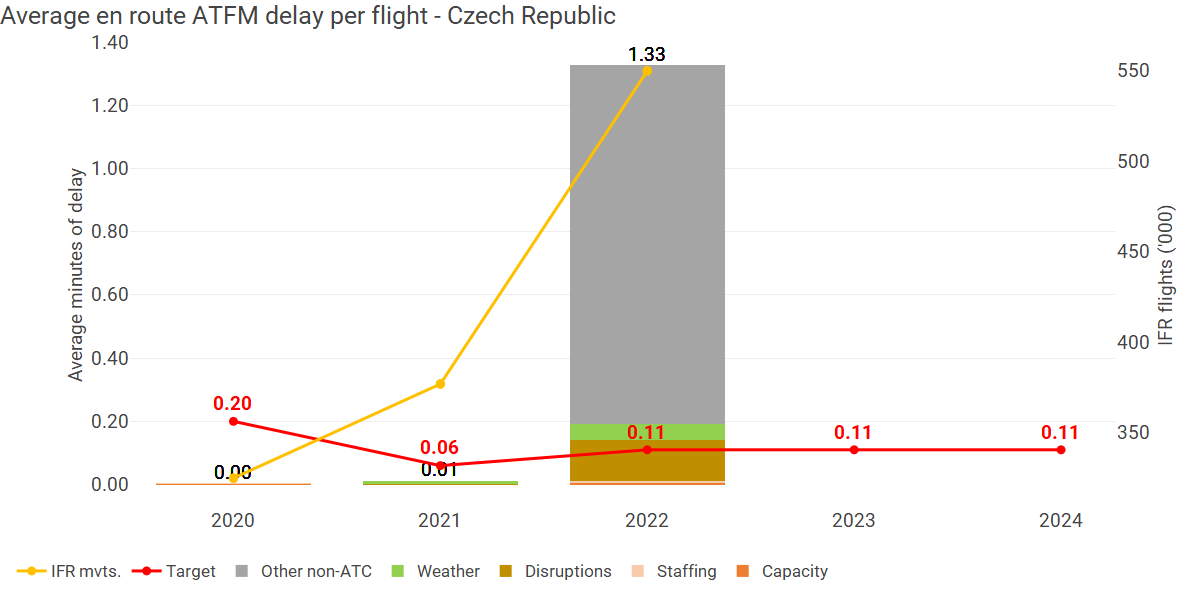 Average en route ATFM delay per flight - Czech Republic
1.40
1.20
1.00
0.80
0.60
0.40
0.20
0.00
Average minutes of delay
550
500
450
400
350
IFR flights ('000)
1.33
0.20
0.06
0.11
0.11
0.11
0.00
0.01
2020
2021
2022
2023
2024
IFR mvts.
Target
Other non-ATC
Weather
Disruptions
Staffing
Capacity